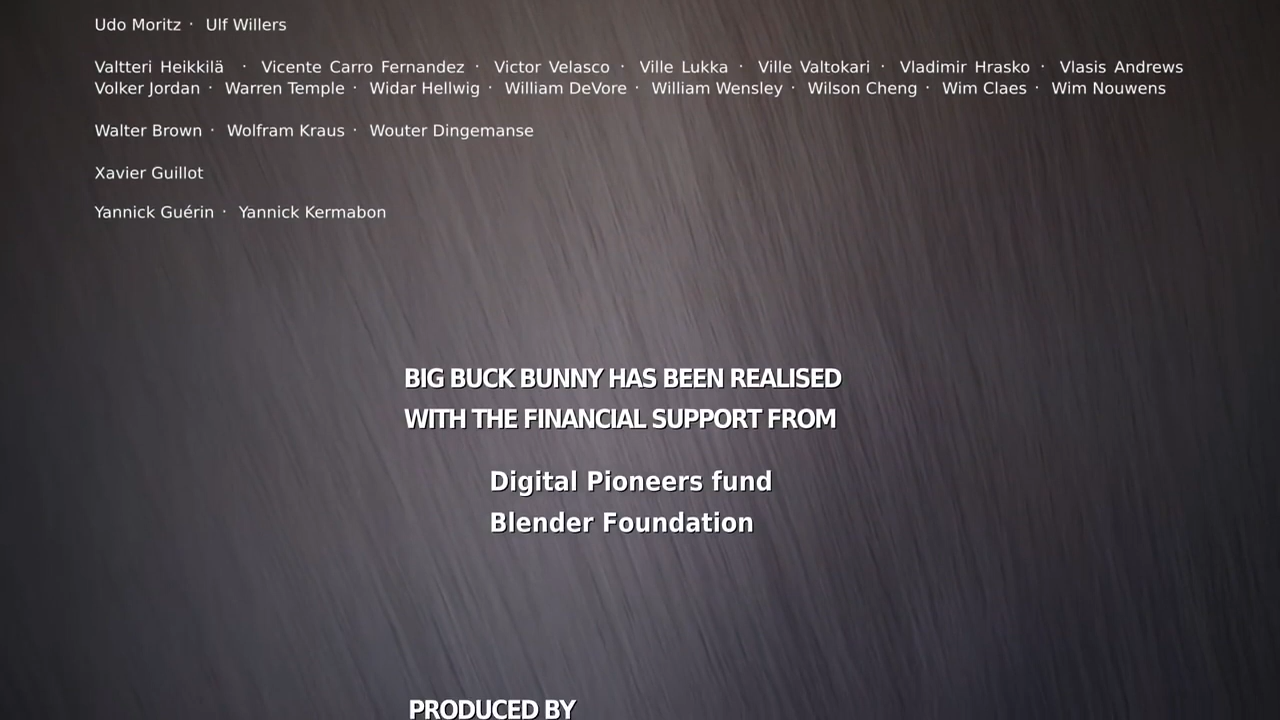 Udo Moritz · Ulf Willers
Valtteri Heikkilä · Vicente Carro Fernandez · Victor Velasco · Ville Lukka · Ville Valtokari · Vladimir Hrasko · Vlasis Andrews
Volker Jordan · Warren Temple · Widar Hellwig · William DeVore · William Wensley · Wilson Cheng · Wim Claes · Wim Nouwens
Walter Brown · Wolfram Kraus · Wouter Dingemanse
Xavier Guillot
Yannick Guérin · Yannick Kermabon
BIG BUCK BUNNY HAS BEEN REALISED
WITH THE FINANCIAL SUPPORT FROM
Digital Pioneers fund
Blender Foundation
PRODUCED BY